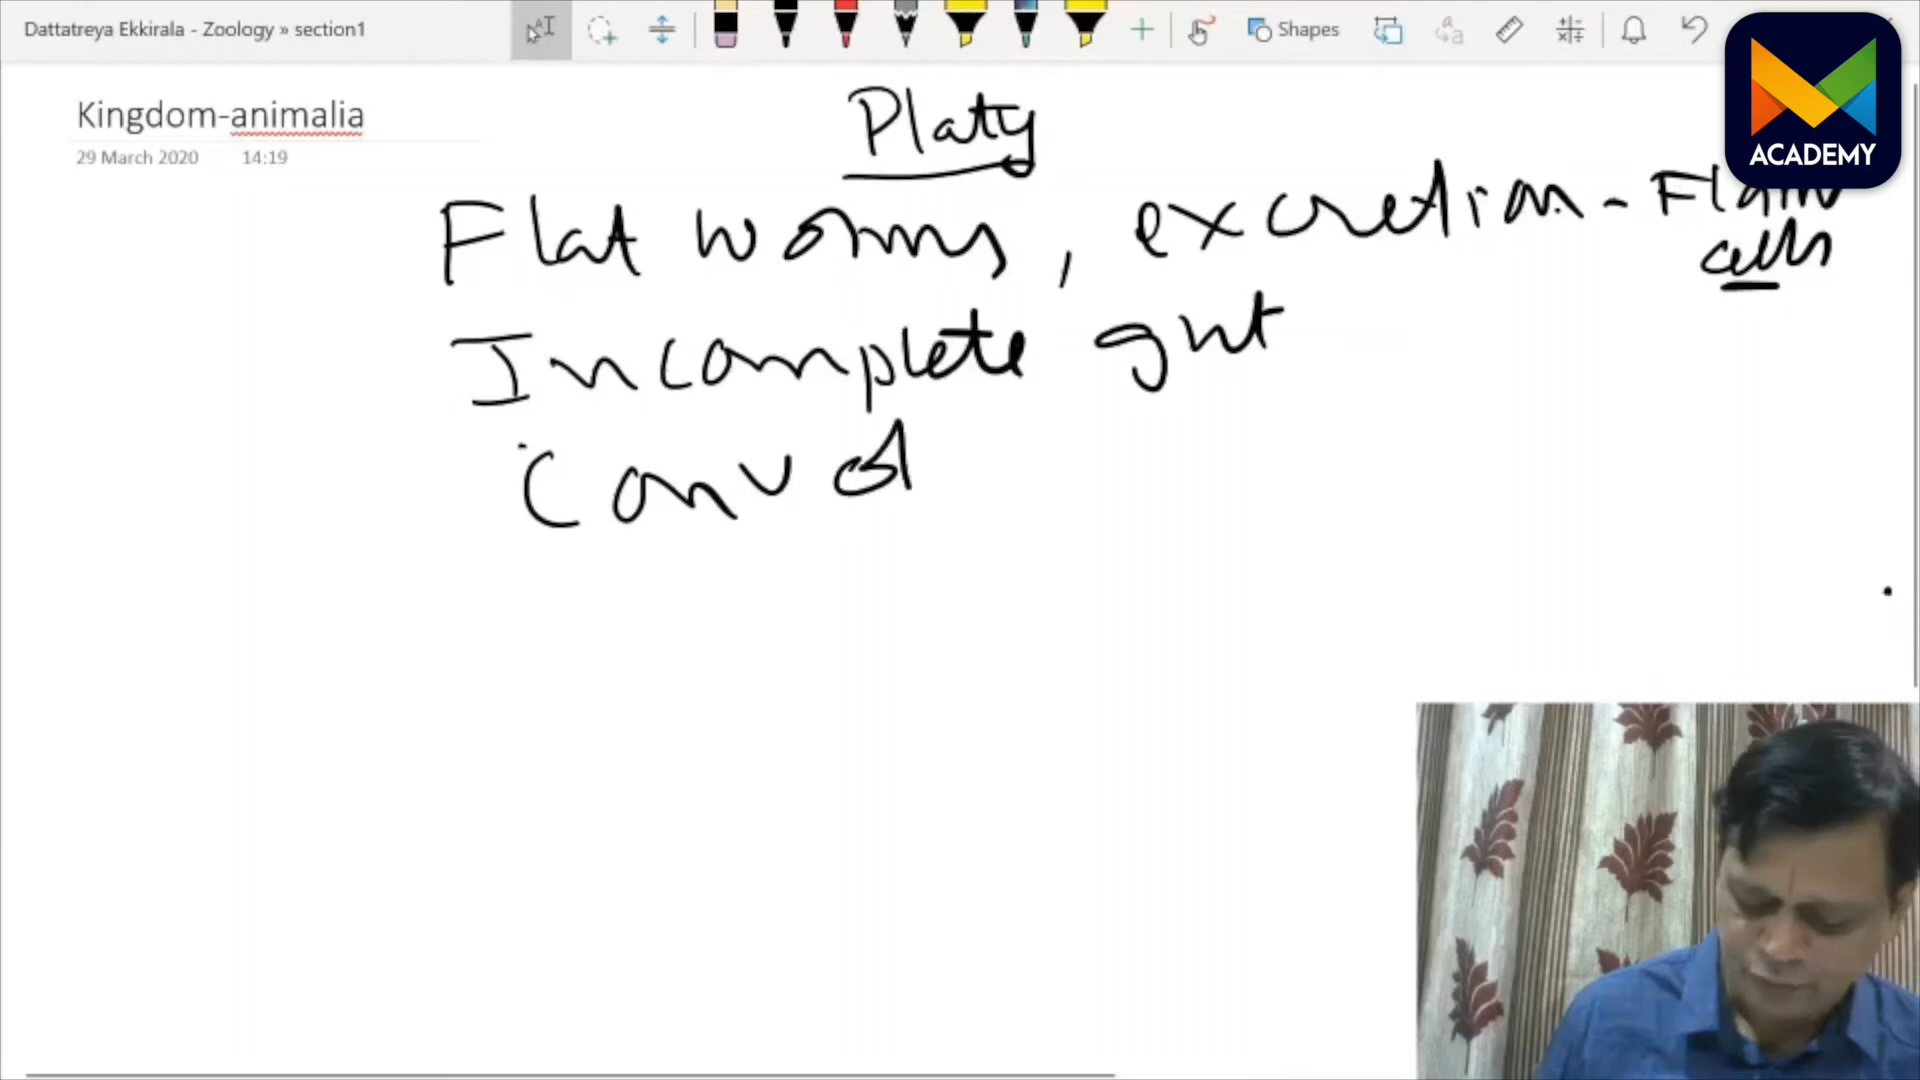 Dattatreya Ekkirala - Zoology » section1
Shapes
ACADEMY
Kingdom-animalia
29 March 2020 14:19
Platy
Flat worms, excretion - Flame
cells
Incomplete gut
Convol